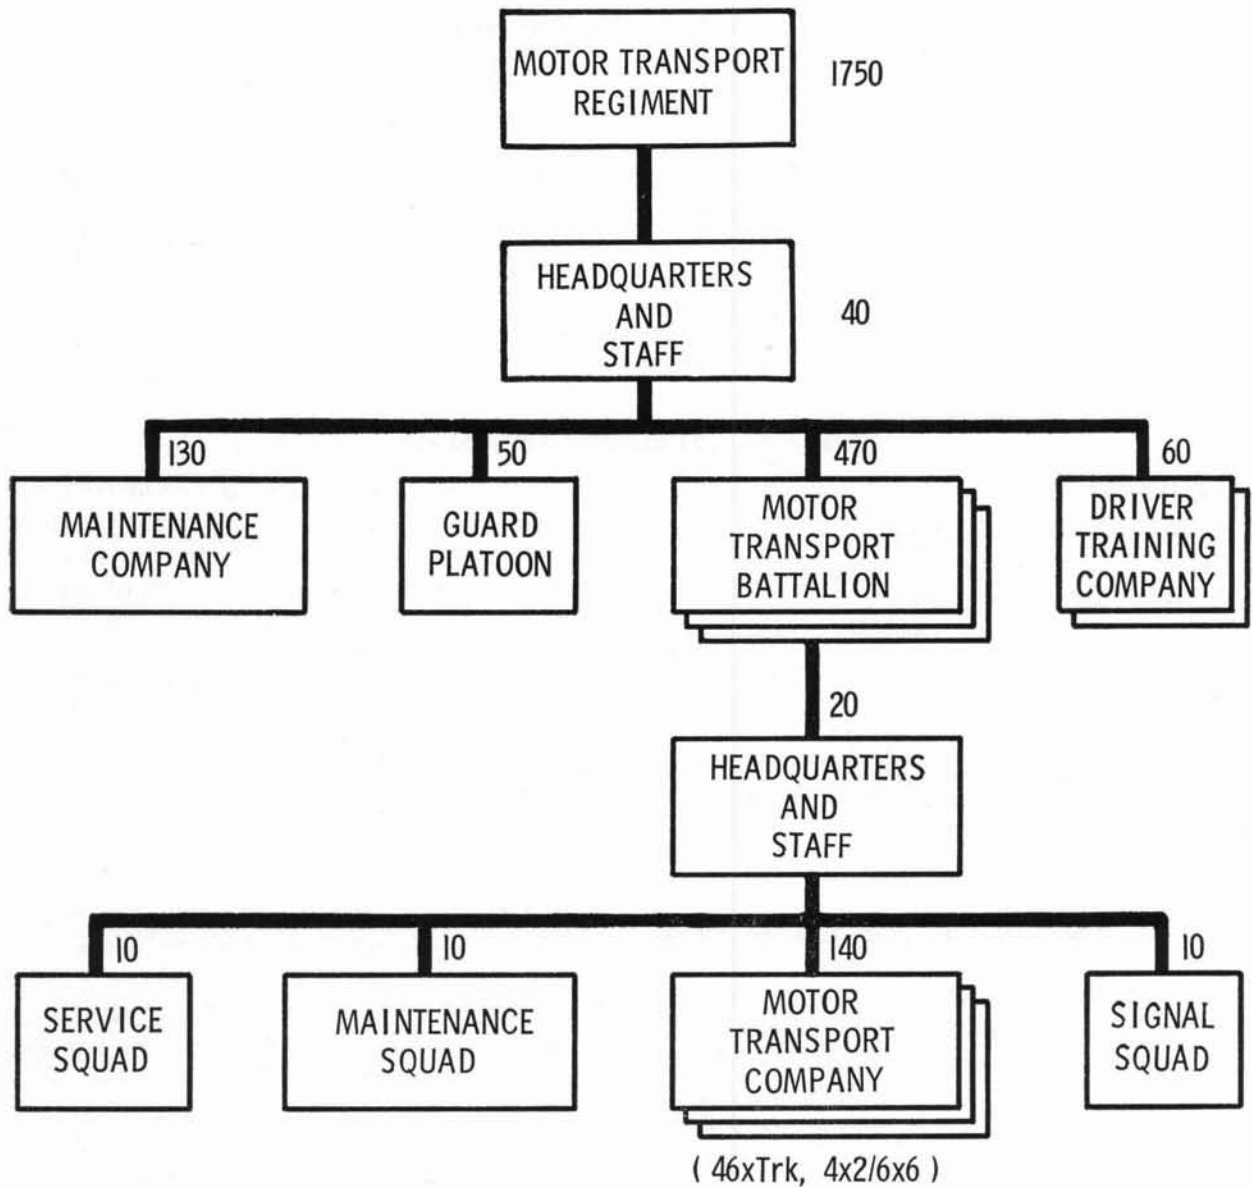 MOTOR TRANSPORT
REGIMENT
1750
HEADQUARTERS
AND
STAFF
40
130
50
470
60
MAINTENANCE
COMPANY
GUARD
PLATOON
MOTOR
TRANSPORT
BATTALION
DRIVER
TRAINING
COMPANY
20
HEADQUARTERS
AND
STAFF
10
10
140
10
SERVICE
SQUAD
MAINTENANCE
SQUAD
MOTOR
TRANSPORT
COMPANY
SIGNAL
SQUAD
( 46xTrk, 4x2/6x6 )